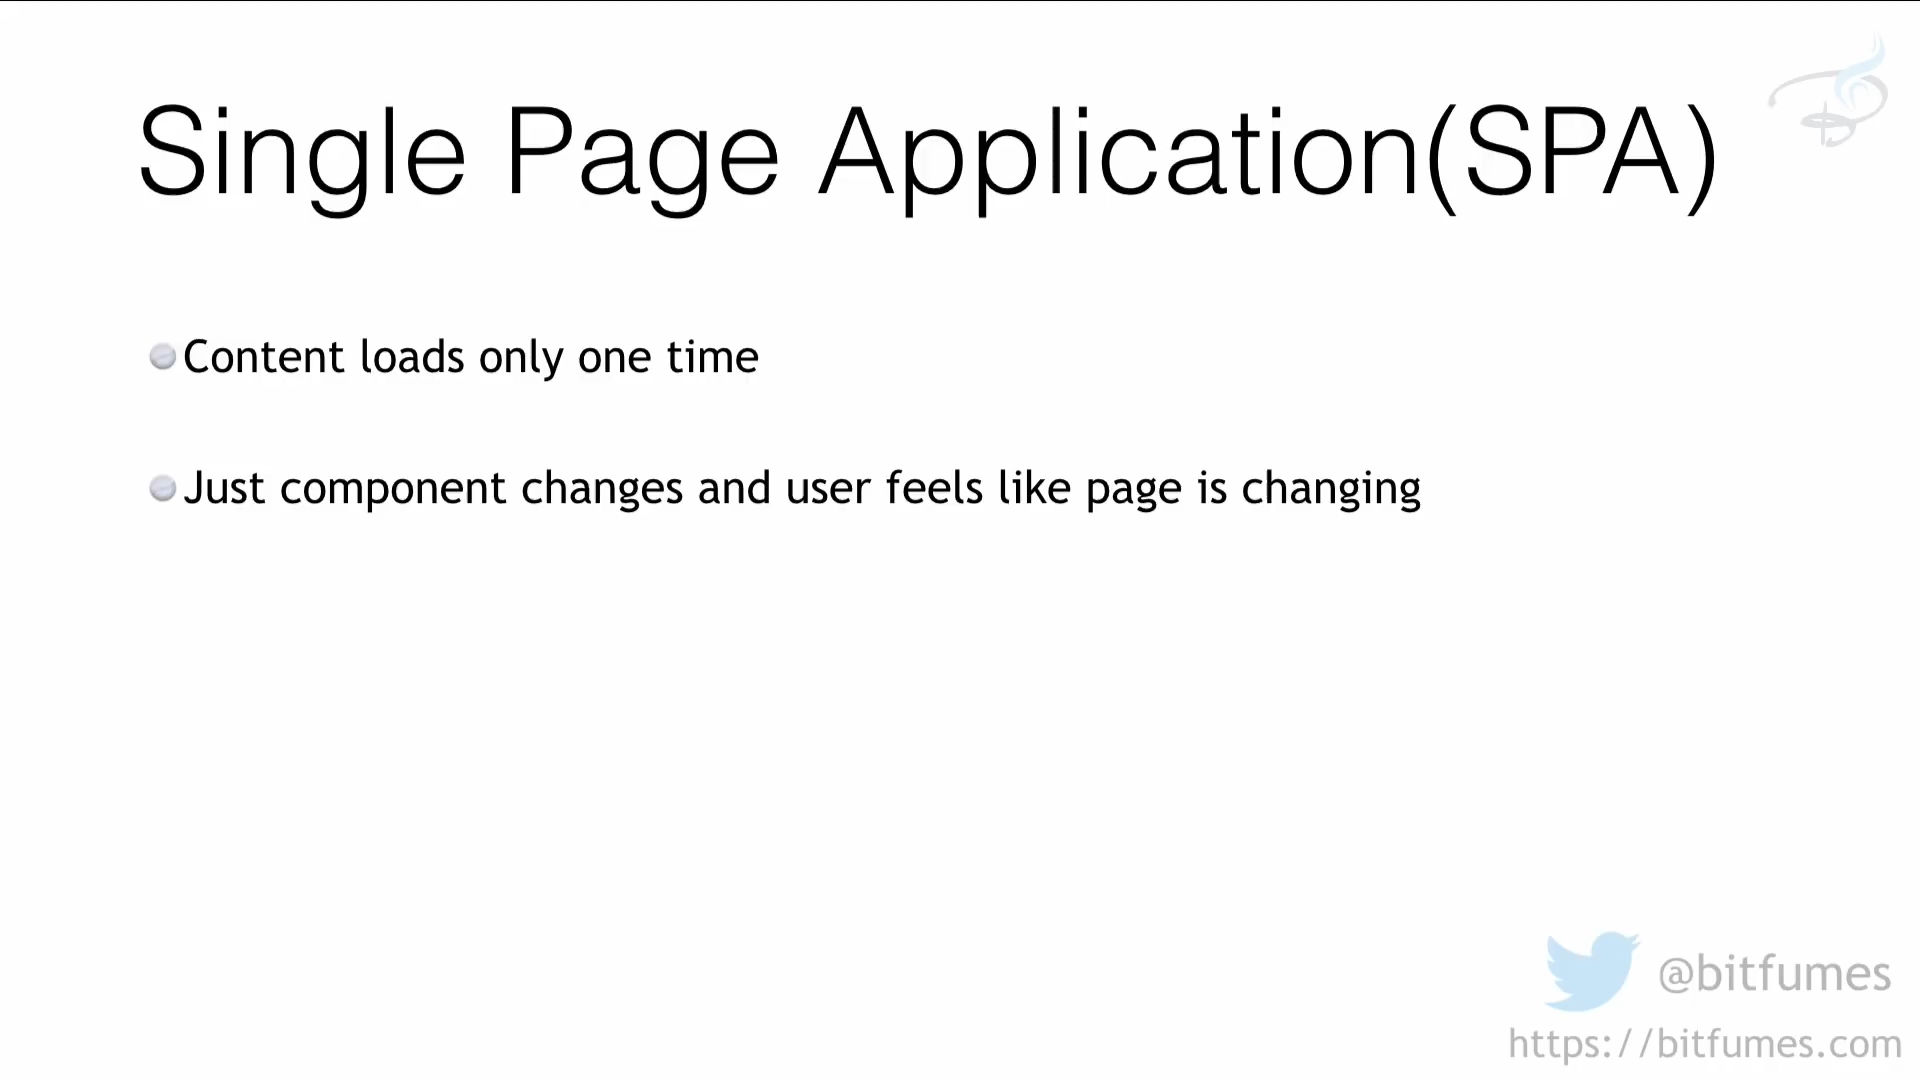 Single Page Application(SPA)
Content loads only one time
Just component changes and user feels like page is changing
@bitfumes
https://bitfumes.com